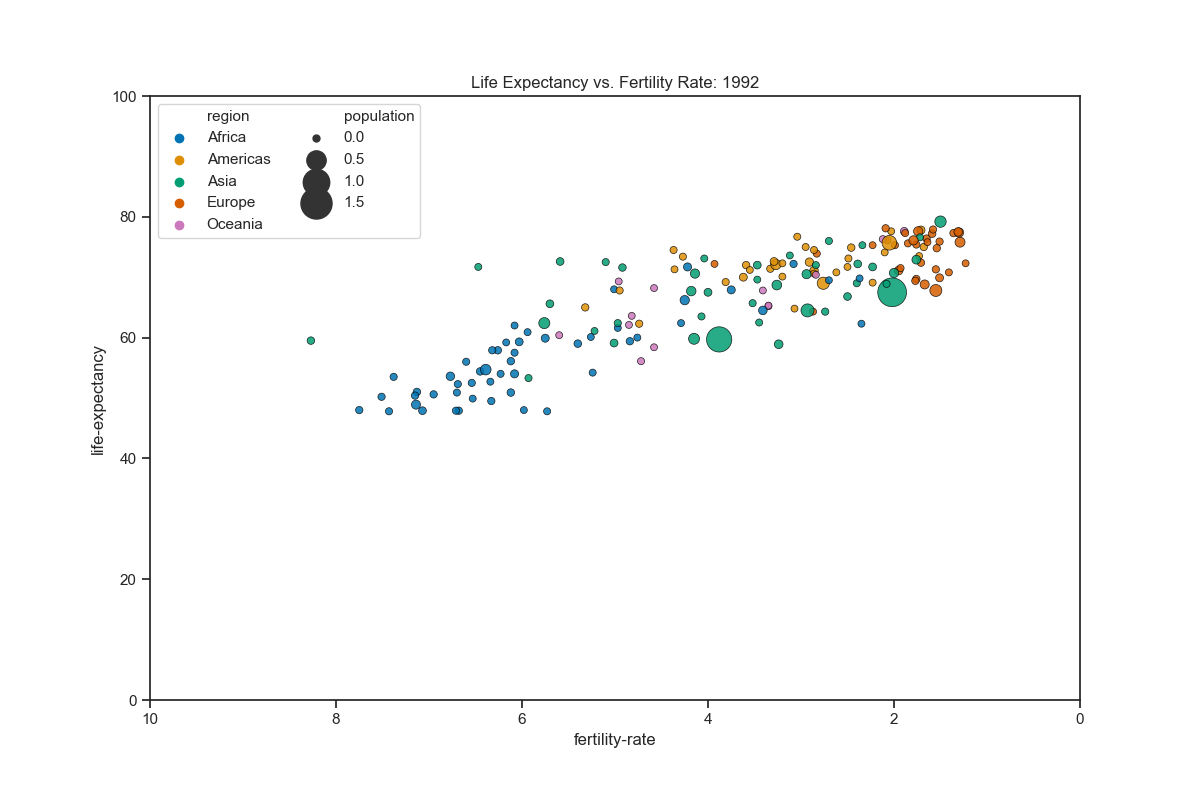 Life Expectancy vs. Fertility Rate: 1992
100
80
60
40
20
0
life-expectancy
region
Africa
Americas
Asia
Europe
Oceania
population
0.0
0.5
1.0
1.5
10
8
6
4
2
0
fertility-rate